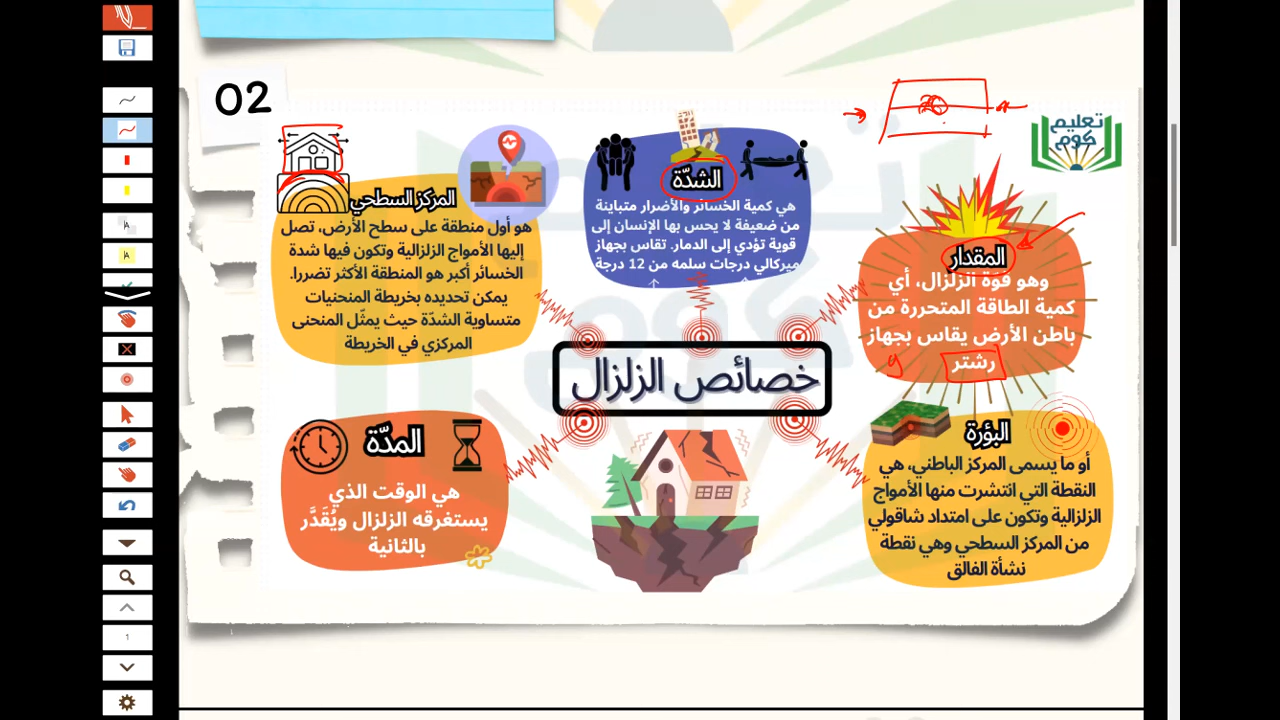 02
تعليم
كوم
المركز السطحي
هو أول منطقة على سطح الأرض، تصل
إليها الأمواج الزلزالية وتكون فيها شدة
الخسائر أكبر هو المنطقة الأكثر تضررا.
يمكن تحديده بخريطة المنحنيات
متساوية الشدّة حيث يمثّل المنحنى
المركزي في الخريطة
الشدّة
هي كمية الخسائر والأضرار متباينة
من ضعيفة لا يحس بها الإنسان إلى
قوية تؤدي إلى الدمار. تقاس بجهاز
ميركالي درجات سلمه من 12 درجة
المقدار
وهو قوة الزلزال، أي
كمية الطاقة المتحررة من
باطن الأرض يقاس بجهاز
رشتر
9
خصائص الزلزال
المدّة
هي الوقت الذي
يستغرقه الزلزال ويُقَدَّر
بالثانية
البؤرة
أو ما يسمى المركز الباطني، هي
النقطة التي انتشرت منها الأمواج
الزلزالية وتكون على امتداد شاقولي
من المركز السطحي وهي نقطة
نشأة الفالق
1